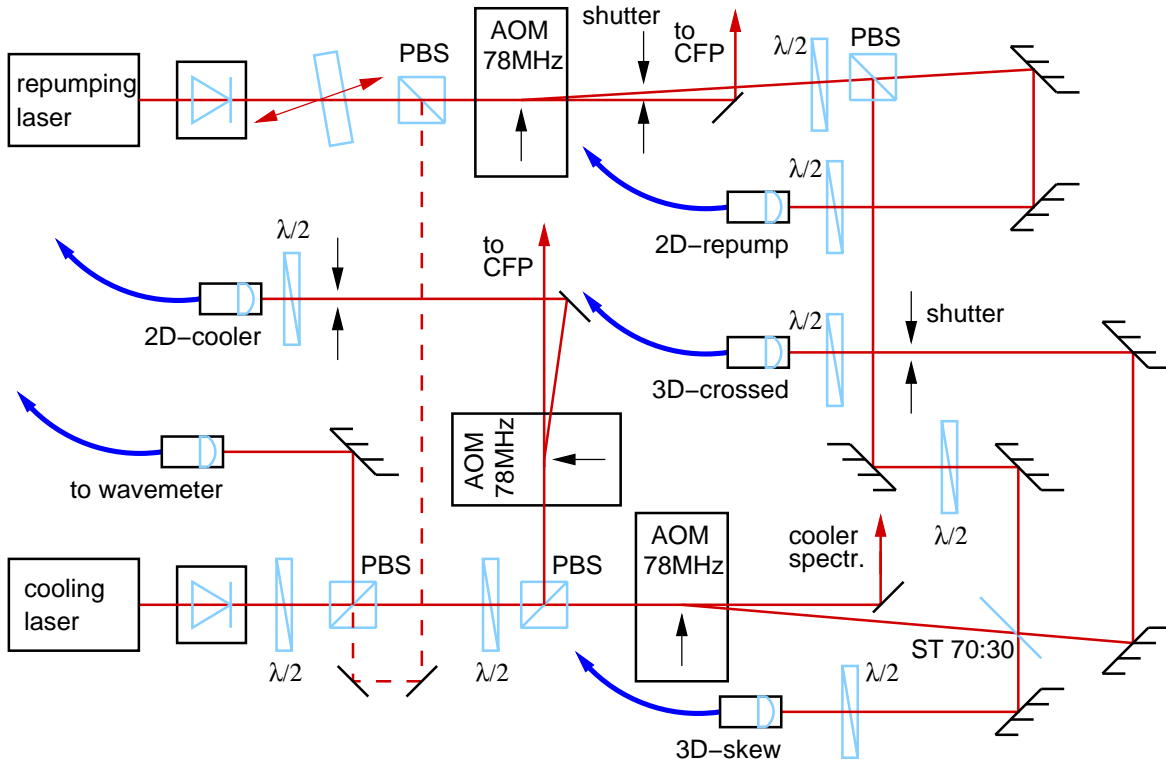 repumping
laser
PBS
AOM
78MHz
shutter
to
CFP
λ/2
PBS
λ/2
2D−repump
λ/2
2D−cooler
to
CFP
λ/2
3D−crossed
shutter
to wavemeter
AOM
78MHz
λ/2
cooling
laser
λ/2
PBS
λ/2
PBS
AOM
78MHz
cooler
spectr.
ST 70:30
λ/2
3D−skew